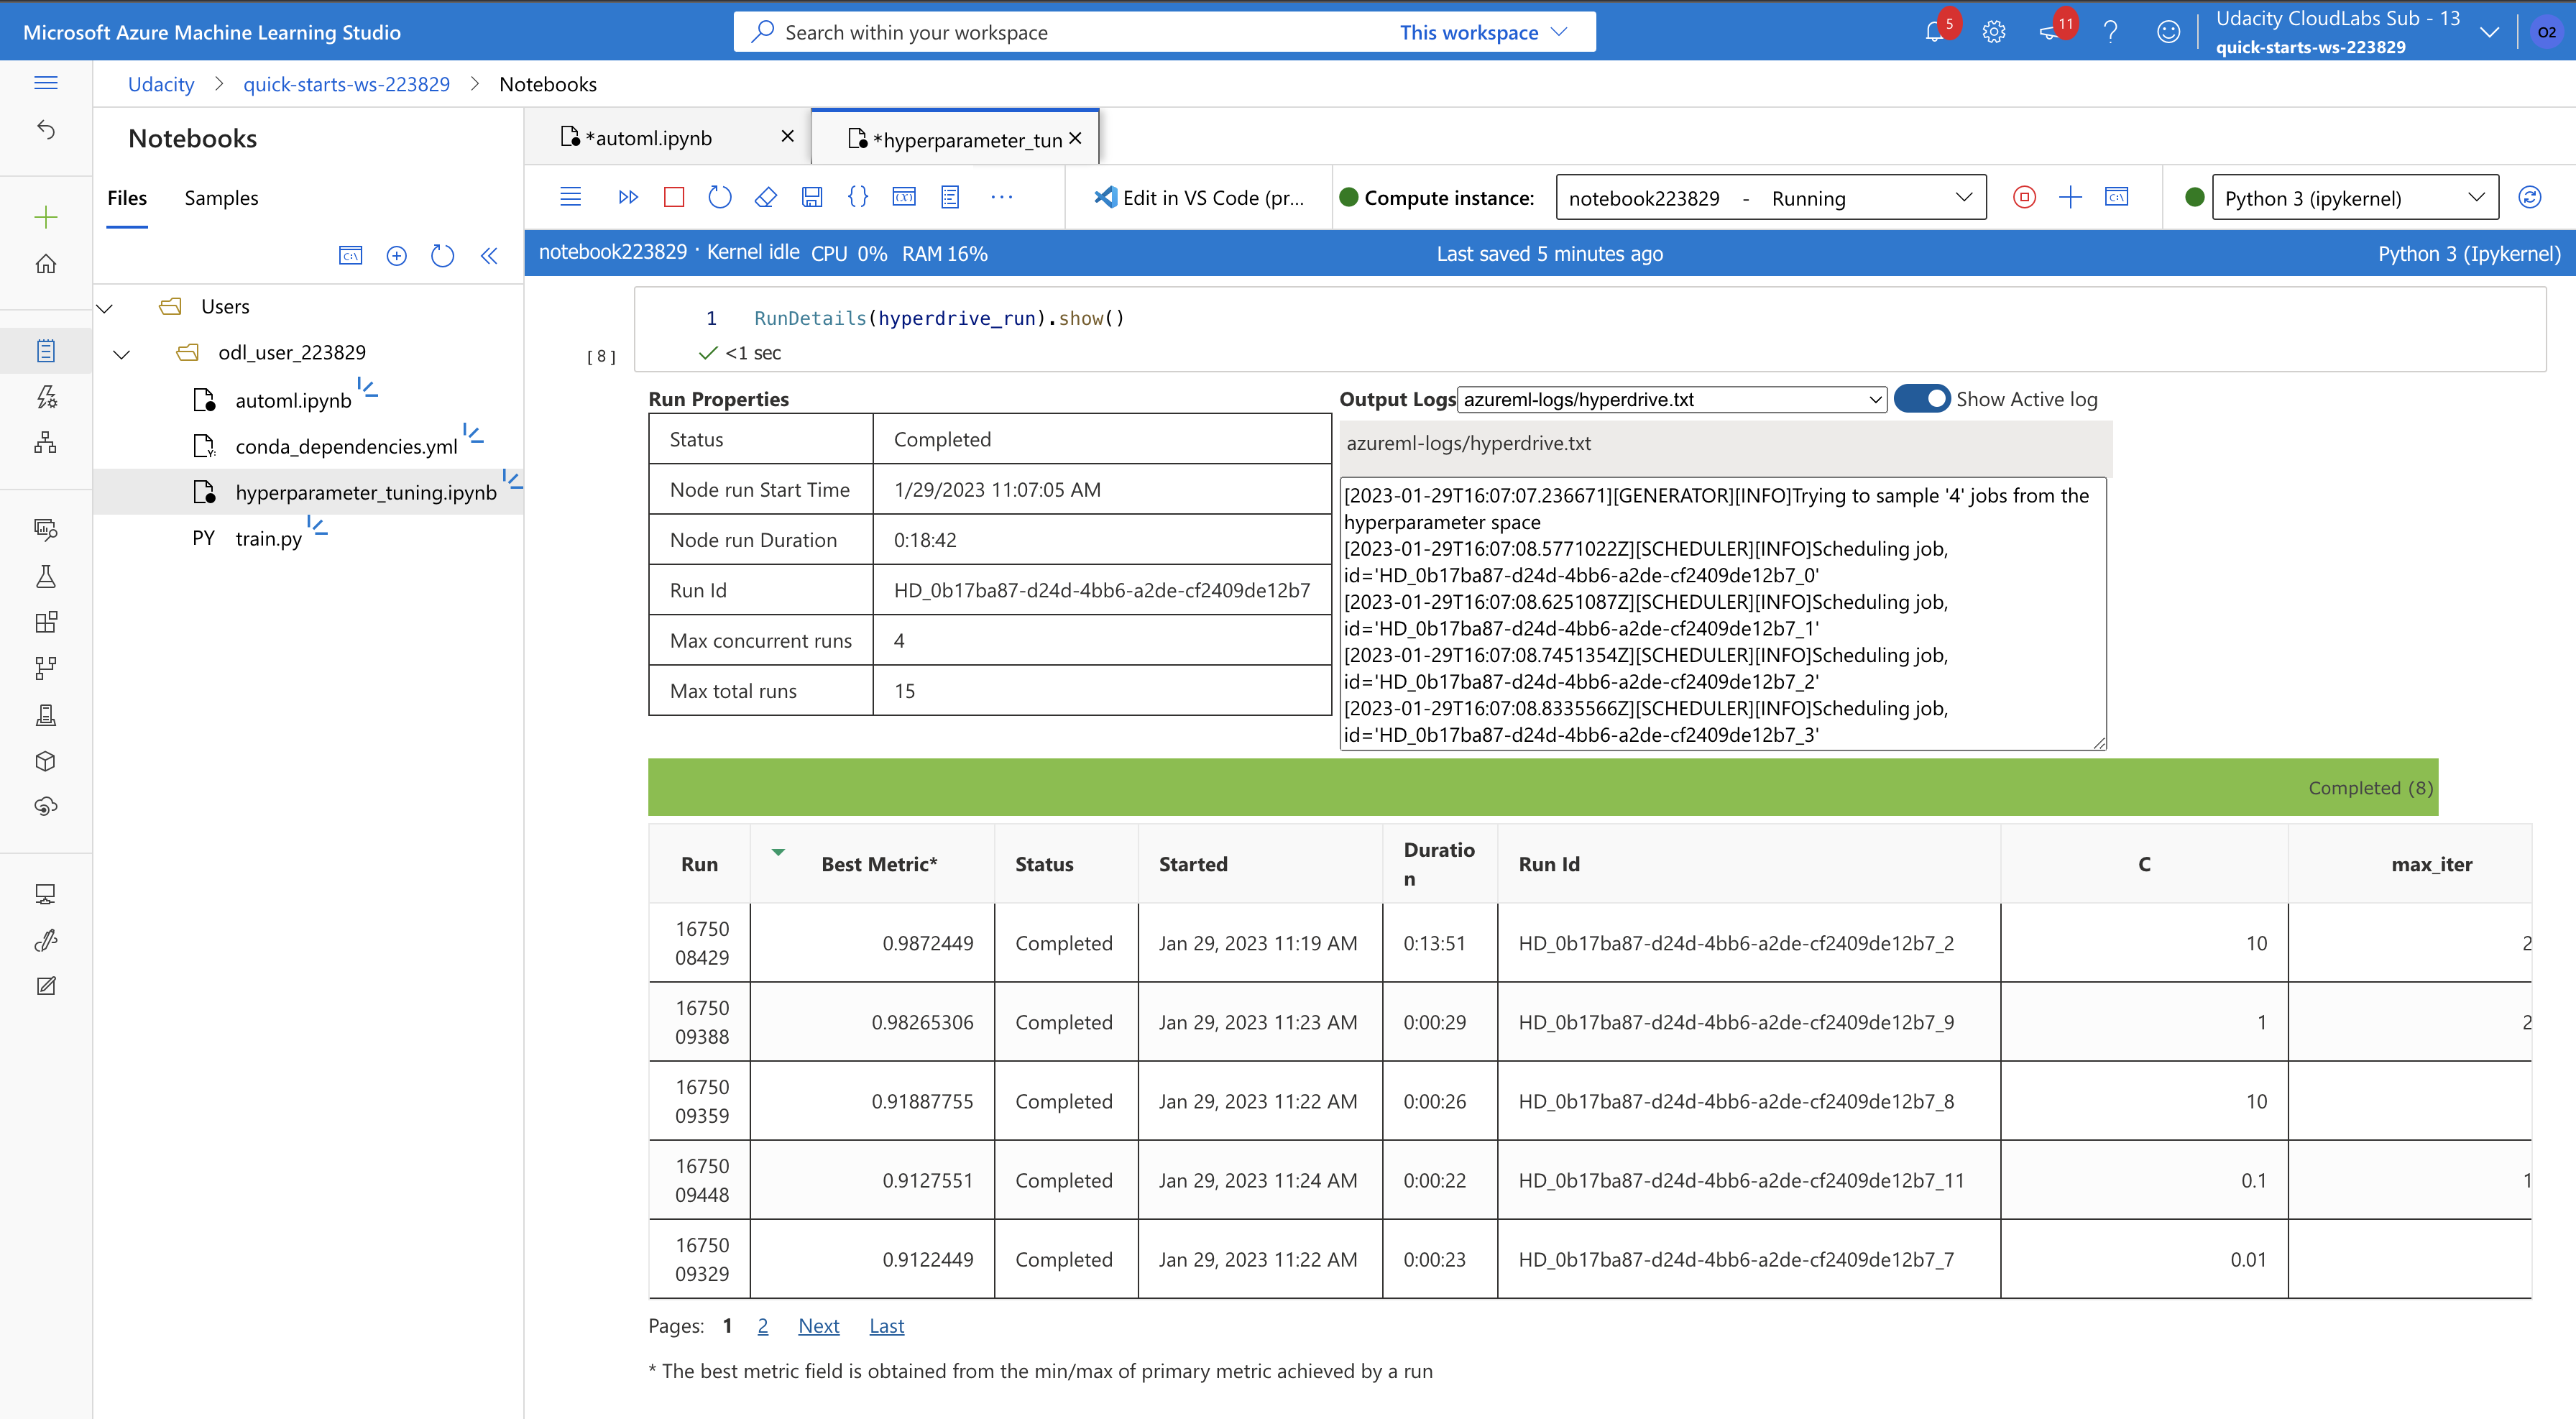 Microsoft Azure Machine Learning Studio
Search within your workspace
This workspace
5
11
Udacity CloudLabs Sub - 13
quick-starts-ws-223829
O2
Udacity > quick-starts-ws-223829 > Notebooks
Notebooks
Files Samples
Users
odl_user_223829
automl.ipynb
conda_dependencies.yml
hyperparameter_tuning.ipynb
PY train.py
*automl.ipynb
*hyperparameter_tun
Edit in VS Code (pr...
Compute instance:
notebook223829 - Running
Python 3 (ipykernel)
notebook223829 · Kernel idle CPU 0% RAM 16%
Last saved 5 minutes ago
Python 3 (Ipykernel)
1 RunDetails(hyperdrive_run).show()
[8]
<1 sec
Run Properties
Status Completed
Node run Start Time 1/29/2023 11:07:05 AM
Node run Duration 0:18:42
Run Id HD_0b17ba87-d24d-4bb6-a2de-cf2409de12b7
Max concurrent runs 4
Max total runs 15
Output Logs azureml-logs/hyperdrive.txt Show Active log
azureml-logs/hyperdrive.txt
[2023-01-29T16:07:07.236671][GENERATOR][INFO]Trying to sample '4' jobs from the
hyperparameter space
[2023-01-29T16:07:08.5771022Z][SCHEDULER][INFO]Scheduling job,
id='HD_0b17ba87-d24d-4bb6-a2de-cf2409de12b7_0'
[2023-01-29T16:07:08.6251087Z][SCHEDULER][INFO]Scheduling job,
id='HD_0b17ba87-d24d-4bb6-a2de-cf2409de12b7_1'
[2023-01-29T16:07:08.7451354Z][SCHEDULER][INFO]Scheduling job,
id='HD_0b17ba87-d24d-4bb6-a2de-cf2409de12b7_2'
[2023-01-29T16:07:08.8335566Z][SCHEDULER][INFO]Scheduling job,
id='HD_0b17ba87-d24d-4bb6-a2de-cf2409de12b7_3'
Completed (8)
Run Best Metric* Status Started Duration Run Id C max_iter
1675008429 0.9872449 Completed Jan 29, 2023 11:19 AM 0:13:51 HD_0b17ba87-d24d-4bb6-a2de-cf2409de12b7_2 10 2
1675009388 0.98265306 Completed Jan 29, 2023 11:23 AM 0:00:29 HD_0b17ba87-d24d-4bb6-a2de-cf2409de12b7_9 1 2
1675009359 0.91887755 Completed Jan 29, 2023 11:22 AM 0:00:26 HD_0b17ba87-d24d-4bb6-a2de-cf2409de12b7_8 10
1675009448 0.9127551 Completed Jan 29, 2023 11:24 AM 0:00:22 HD_0b17ba87-d24d-4bb6-a2de-cf2409de12b7_11 0.1 1
1675009329 0.9122449 Completed Jan 29, 2023 11:22 AM 0:00:23 HD_0b17ba87-d24d-4bb6-a2de-cf2409de12b7_7 0.01
Pages: 1 2 Next Last
* The best metric field is obtained from the min/max of primary metric achieved by a run